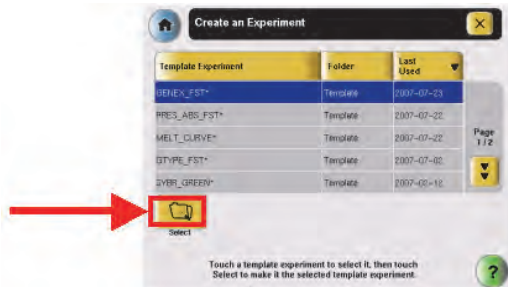 Create an Experiment
Template Experiment Folder Last Used
GENEX_FST* Template 2007-07-23
PRES_ABS_FST* Template 2007-07-22
MELT_CURVE* Template 2007-07-22
GTYPE_FST* Template 2007-07-02
SYBR_GREEN* Template 2007-02-12
Page
1/2
Select
Touch a template experiment to select it, then touch
Select to make it the selected template experiment.
?